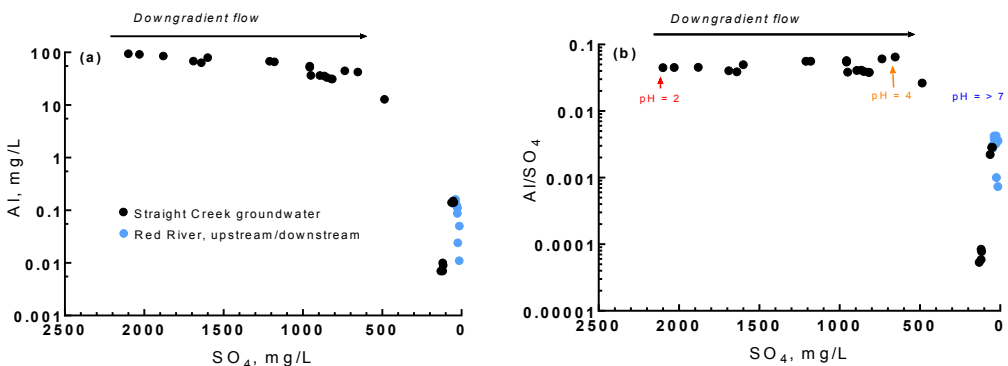 Downgradient flow
(a)
100
10
1
0.1
0.01
0.001
Al, mg/L
Straight Creek groundwater
Red River, upstream/downstream
2500 2000 1500 1000 500 0
SO4, mg/L
Downgradient flow
(b)
0.1
0.01
0.001
0.0001
0.00001
Al/SO4
pH = 2
pH = 4
pH = > 7
2500 2000 1500 1000 500 0
SO4, mg/L